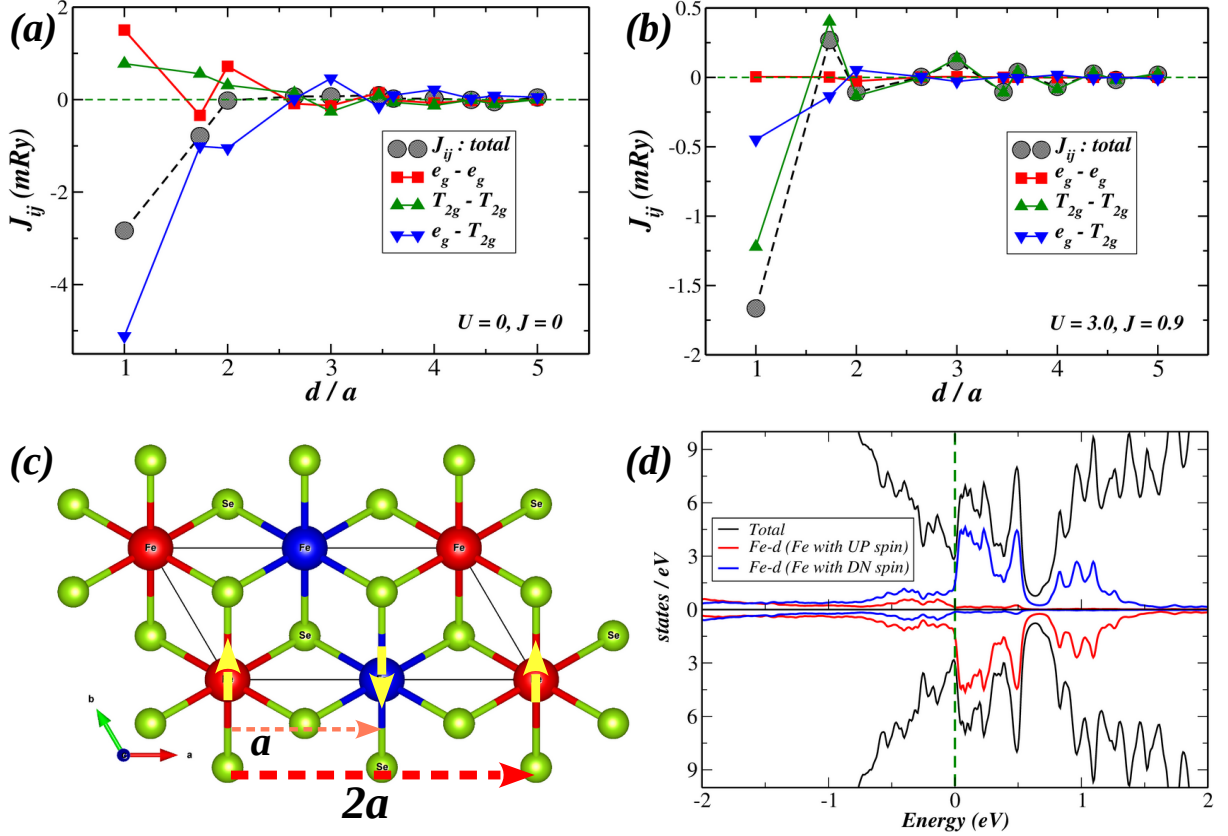 (a)
2
0
-2
-4
J_ij (mRy)
J_ij : total
e_g - e_g
T_2g - T_2g
e_g - T_2g
U = 0, J = 0
1 2 3 4 5
d / a
(b)
0.5
0
-0.5
-1
-1.5
-2
J_ij (mRy)
J_ij : total
e_g - e_g
T_2g - T_2g
e_g - T_2g
U = 3.0, J = 0.9
1 2 3 4 5
d / a
(c)
Se Se
Fe Fe Fe
Se Se
b
a
a
Se
2a
(d)
9
6
3
0
3
6
9
states / eV
Total
Fe-d (Fe with UP spin)
Fe-d (Fe with DN spin)
-2 -1 0 1 2
Energy (eV)